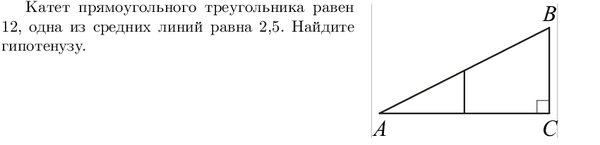 Катет прямоугольного треугольника равен
12, одна из средних линий равна 2,5. Найдите
гипотенузу.
B
A
C